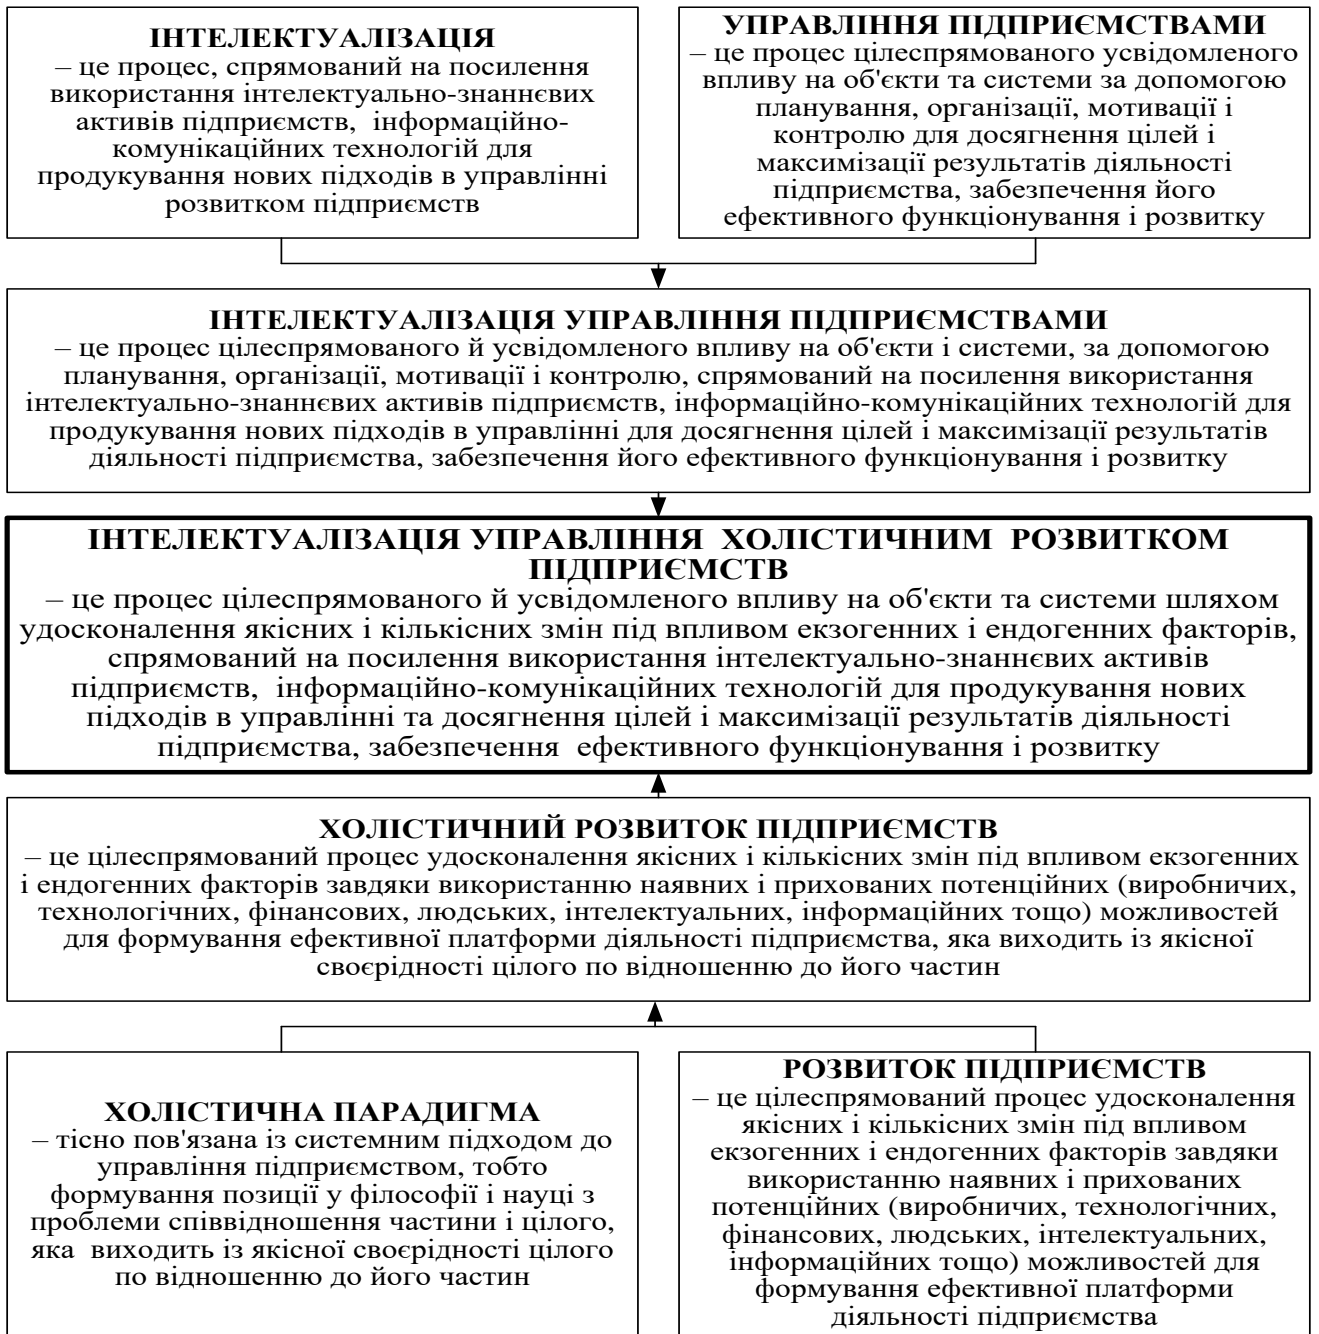 ІНТЕЛЕКТУАЛІЗАЦІЯ
– це процес, спрямований на посилення
використання інтелектуально-знаннєвих
активів підприємств,  інформаційно-
комунікаційних технологій для
продукування нових підходів в управлінні
розвитком підприємств
УПРАВЛІННЯ ПІДПРИЄМСТВАМИ
– це процес цілеспрямованого усвідомленого
впливу на об'єкти та системи за допомогою
планування, організації, мотивації і
контролю для досягнення цілей і
максимізації результатів діяльності
підприємства, забезпечення його
ефективного функціонування і розвитку
ІНТЕЛЕКТУАЛІЗАЦІЯ УПРАВЛІННЯ ПІДПРИЄМСТВАМИ
– це процес цілеспрямованого й усвідомленого впливу на об'єкти і системи, за допомогою
планування, організації, мотивації і контролю, спрямований на посилення використання
інтелектуально-знаннєвих активів підприємств, інформаційно-комунікаційних технологій для
продукування нових підходів в управлінні для досягнення цілей і максимізації результатів
діяльності підприємства, забезпечення його ефективного функціонування і розвитку
ІНТЕЛЕКТУАЛІЗАЦІЯ УПРАВЛІННЯ  ХОЛІСТИЧНИМ  РОЗВИТКОМ
ПІДПРИЄМСТВ
– це процес цілеспрямованого й усвідомленого впливу на об'єкти та системи шляхом
удосконалення якісних і кількісних змін під впливом екзогенних і ендогенних факторів,
спрямований на посилення використання інтелектуально-знаннєвих активів
підприємств,  інформаційно-комунікаційних технологій для продукування нових
підходів в управлінні та досягнення цілей і максимізації результатів діяльності
підприємства, забезпечення  ефективного функціонування і розвитку
ХОЛІСТИЧНИЙ РОЗВИТОК ПІДПРИЄМСТВ
– це цілеспрямований процес удосконалення якісних і кількісних змін під впливом екзогенних
і ендогенних факторів завдяки використанню наявних і прихованих потенційних (виробничих,
технологічних, фінансових, людських, інтелектуальних, інформаційних тощо) можливостей
для формування ефективної платформи діяльності підприємства, яка виходить із якісної
своєрідності цілого по відношенню до його частин
ХОЛІСТИЧНА ПАРАДИГМА
– тісно пов'язана із системним підходом до
управління підприємством, тобто
формування позиції у філософії і науці з
проблеми співвідношення частини і цілого,
яка  виходить із якісної своєрідності цілого
по відношенню до його частин
РОЗВИТОК ПІДПРИЄМСТВ
– це цілеспрямований процес удосконалення
якісних і кількісних змін під впливом
екзогенних і ендогенних факторів завдяки
використанню наявних і прихованих
потенційних (виробничих, технологічних,
фінансових, людських, інтелектуальних,
інформаційних тощо) можливостей для
формування ефективної платформи
діяльності підприємства